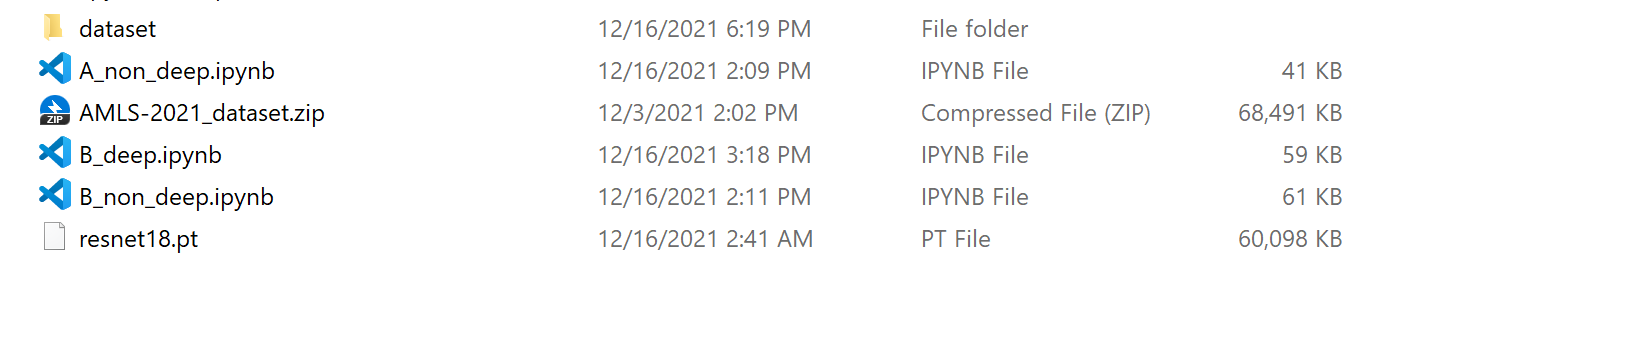 dataset 12/16/2021 6:19 PM File folder
A_non_deep.ipynb 12/16/2021 2:09 PM IPYNB File 41 KB
ZIP AMLS-2021_dataset.zip 12/3/2021 2:02 PM Compressed File (ZIP) 68,491 KB
B_deep.ipynb 12/16/2021 3:18 PM IPYNB File 59 KB
B_non_deep.ipynb 12/16/2021 2:11 PM IPYNB File 61 KB
resnet18.pt 12/16/2021 2:41 AM PT File 60,098 KB